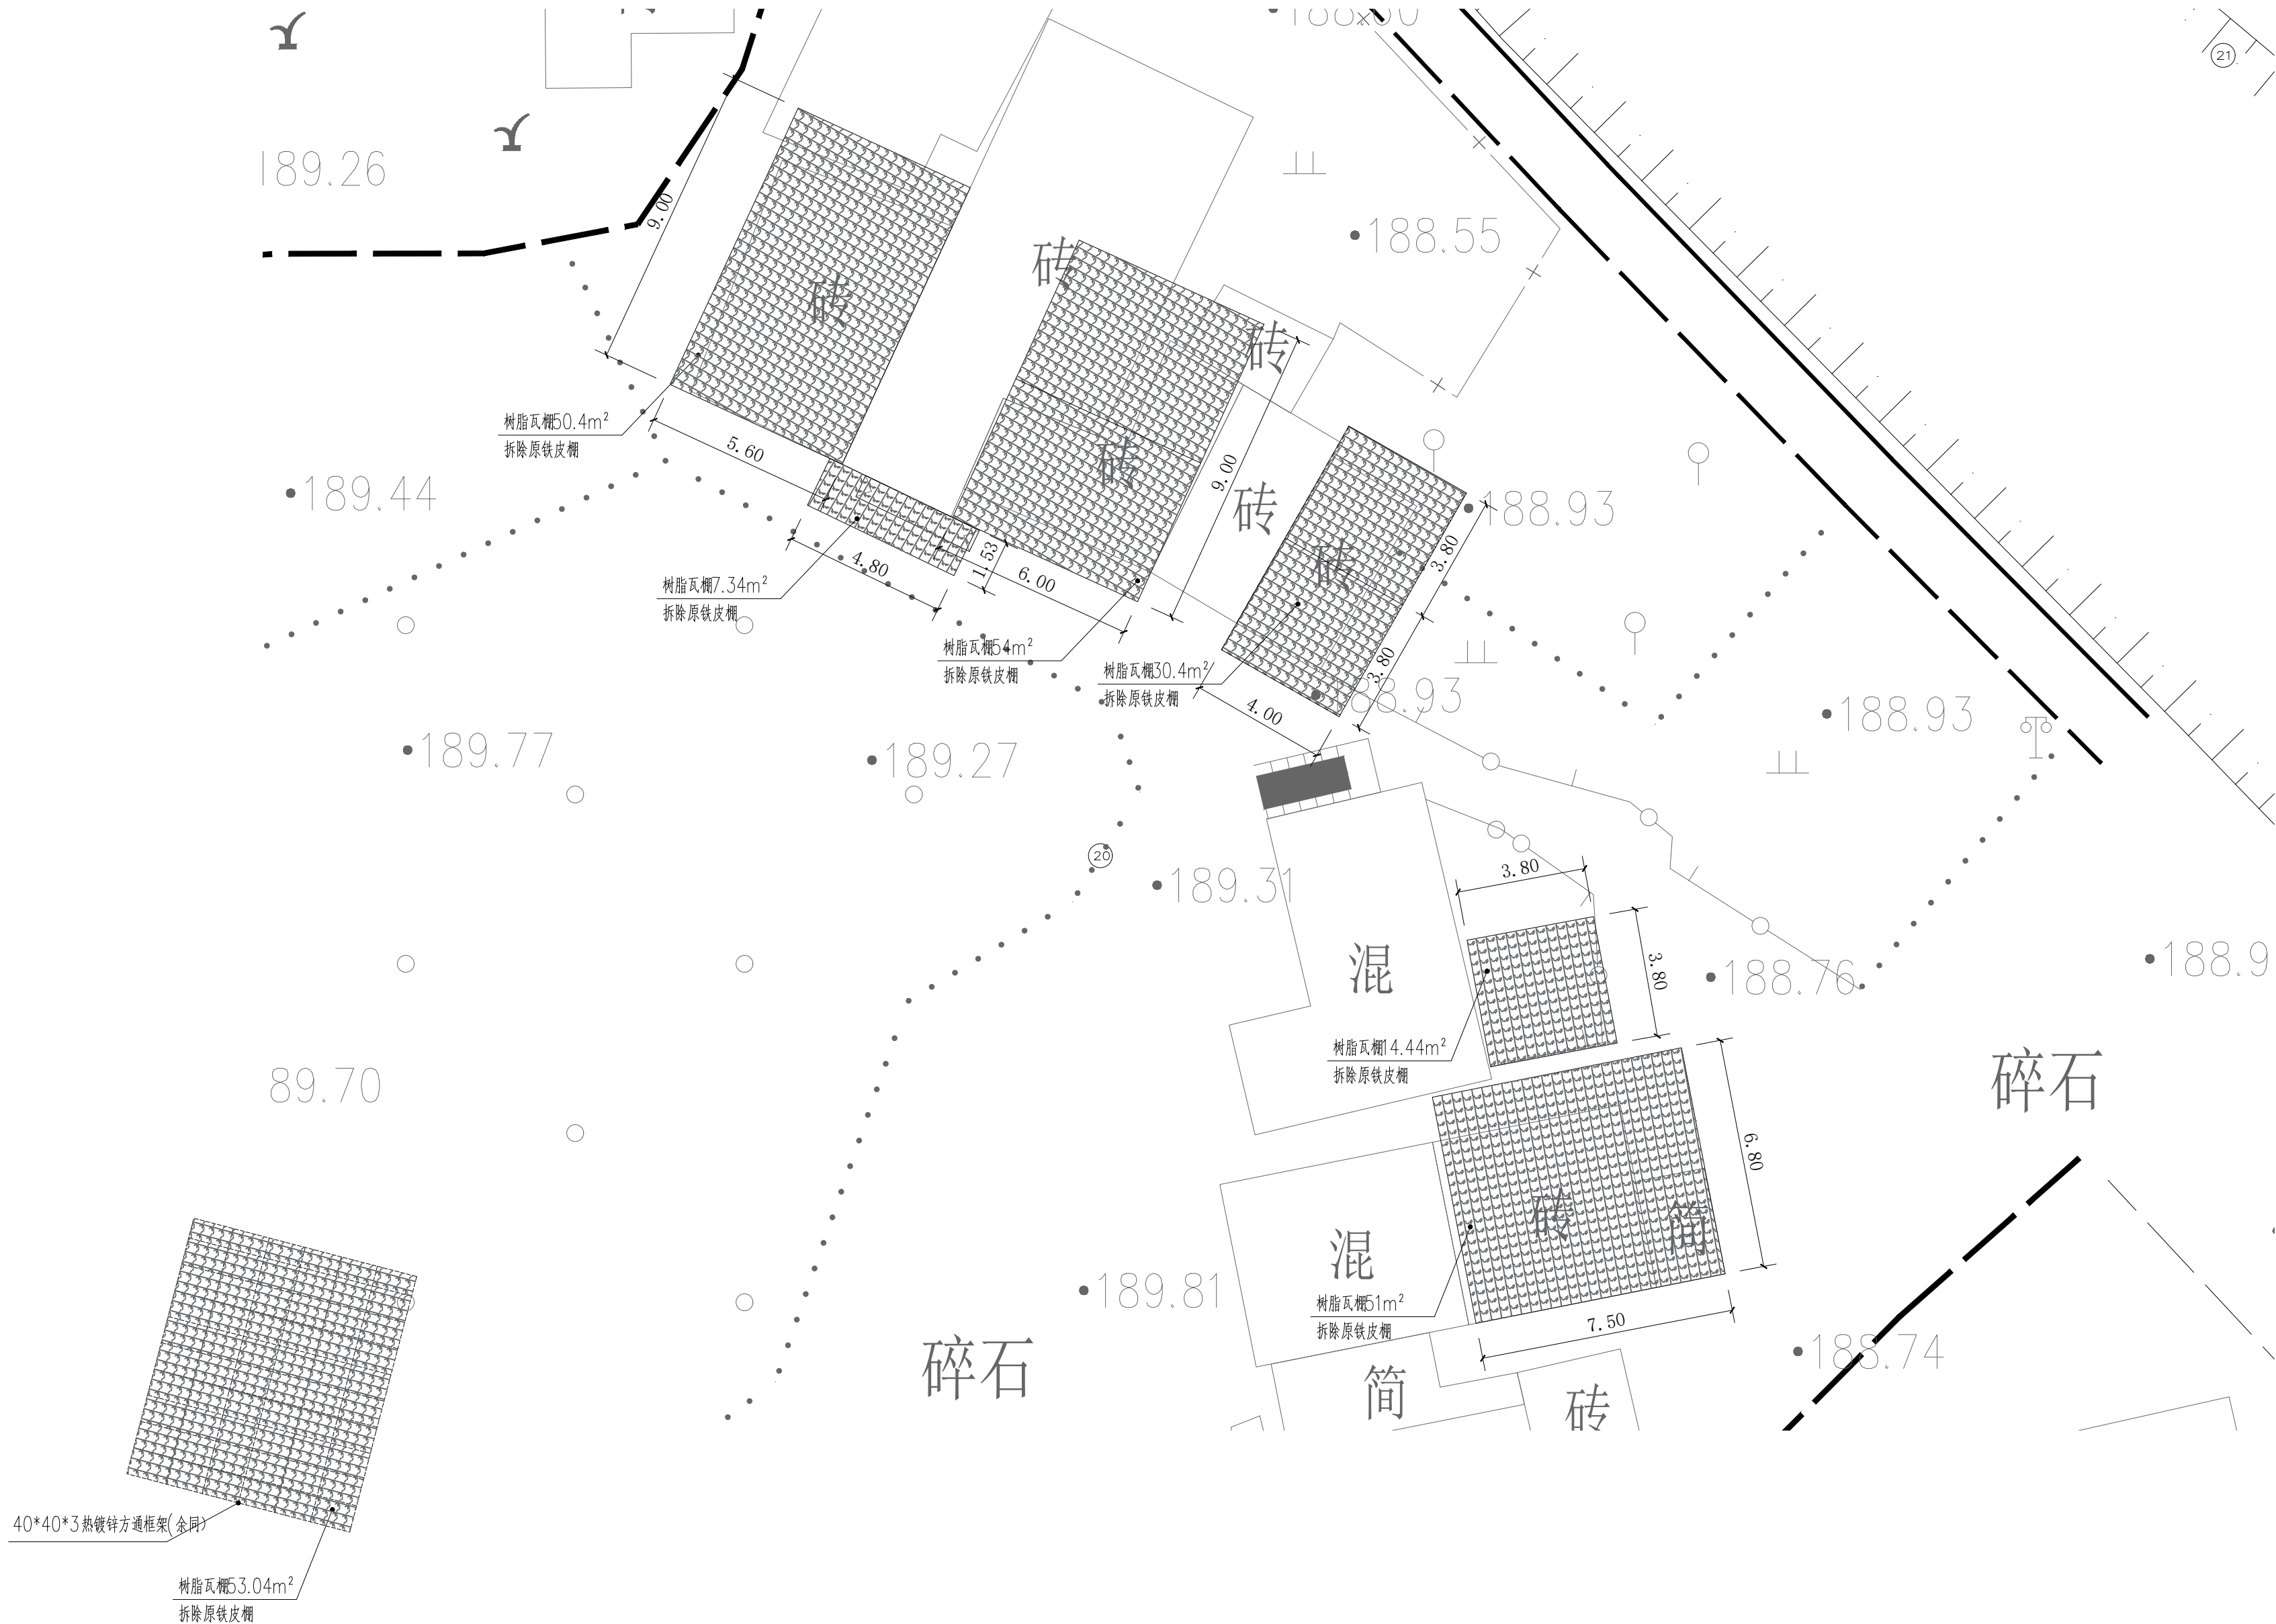 188.60
21
189.26
188.55
9.00
砖
砖
砖
树脂瓦棚50.4m²
拆除原铁皮棚
5.60
砖
9.00
砖
189.44
188.93
砖
3.80
1.53
4.80
6.00
树脂瓦棚7.34m²
拆除原铁皮棚
树脂瓦棚54m²
拆除原铁皮棚
树脂瓦棚30.4m²
拆除原铁皮棚
3.80
188.93
4.00
188.93
189.77
189.27
20
189.31
3.80
混
3.80
188.76
188.9
树脂瓦棚14.44m²
拆除原铁皮棚
89.70
碎石
6.80
砖
简
混
189.81
树脂瓦棚51m²
拆除原铁皮棚
7.50
188.74
碎石
简
砖
40*40*3热镀锌方通框架(余同)
树脂瓦棚53.04m²
拆除原铁皮棚